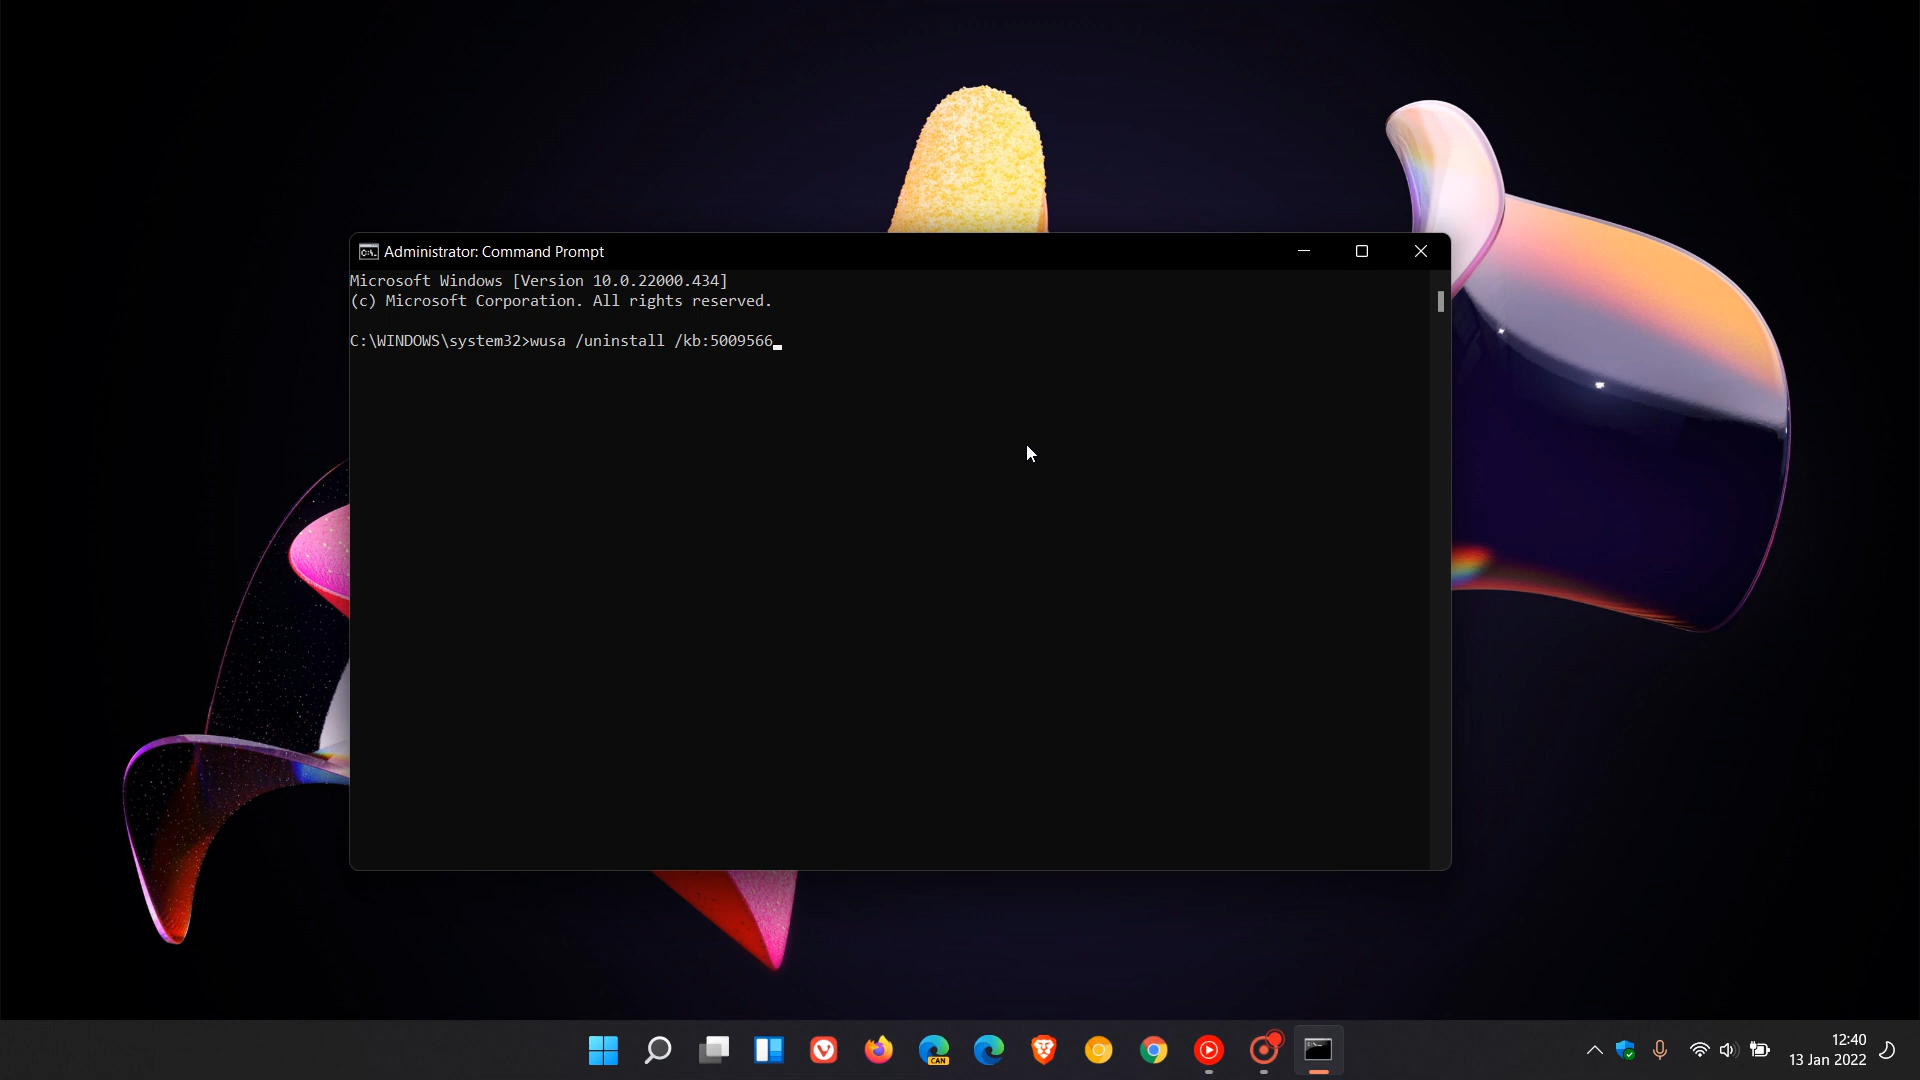 Administrator: Command Prompt
Microsoft Windows [Version 10.0.22000.434]
(c) Microsoft Corporation. All rights reserved.
C:\WINDOWS\system32>wusa /uninstall /kb:5009566
CAN
12:40
13 Jan 2022